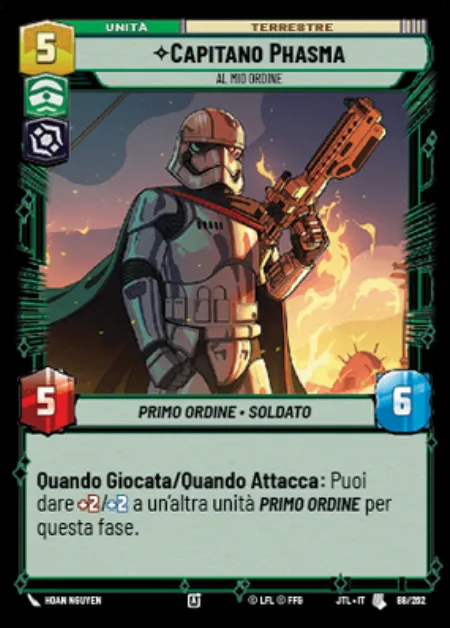 UNITÀ TERRESTRE
5 ✧CAPITANO PHASMA
AL MIO ORDINE
5 PRIMO ORDINE • SOLDATO 6
Quando Giocata/Quando Attacca: Puoi
dare +2/+2 a un'altra unità PRIMO ORDINE per
questa fase.
HOAN NGUYEN A © LFL © FFG JTL • IT 88/262